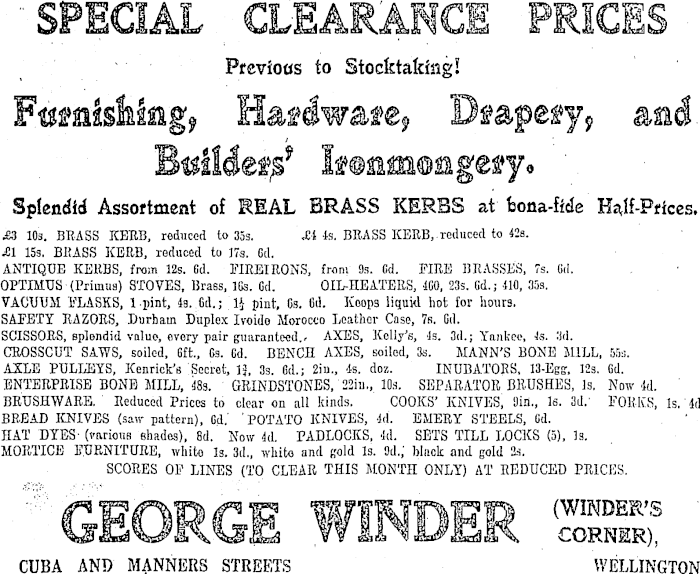 SPECIAL CLEARANCE PRICES
Previous to Stocktaking!
Furnishing, Hardware, Drapery, and
Builders' Ironmongery.
Splendid Assortment of REAL BRASS KERBS at bona-fide Half-Prices.
£3 10s. BRASS KERB, reduced to 35s. £4 4s. BRASS KERB, reduced to 42s.
£1 15s. BRASS KERB, reduced to 17s. 6d.
ANTIQUE KERBS, from 12s. 6d. FIREIRONS, from 9s. 6d. FIRE BRASSES, 7s. 6d.
OPTIMUS (Primus) STOVES, Brass, 16s. 6d. OIL-HEATERS, 460, 23s. 6d.; 410, 35s.
VACUUM FLASKS, 1 pint, 4s. 6d.; 1½ pint, 6s. 6d. Keeps liquid hot for hours.
SAFETY RAZORS, Durham Duplex Ivoide Morocco Leather Case, 7s. 6d.
SCISSORS, splendid value, every pair guaranteed. AXES, Kelly's, 4s. 3d.; Yankee, 4s. 3d.
CROSSCUT SAWS, soiled, 6ft., 6s. 6d. BENCH AXES, soiled, 3s. MANN'S BONE MILL, 55s.
AXLE PULLEYS, Kenrick's Secret, 1¾, 3s. 6d.; 2in., 4s. doz. INUBATORS, 13-Egg, 12s. 6d.
ENTERPRISE BONE MILL, 48s. GRINDSTONES, 22in., 10s. SEPARATOR BRUSHES, 1s. Now 4d.
BRUSHWARE. Reduced Prices to clear on all kinds. COOKS' KNIVES, 9in., 1s. 3d. FORKS, 1s. 4d
BREAD KNIVES (saw pattern), 6d. POTATO KNIVES, 4d. EMERY STEELS, 6d.
HAT DYES (various shades), 8d. Now 4d. PADLOCKS, 4d. SETS TILL LOCKS (5), 1s.
MORTICE FURNITURE, white 1s. 3d., white and gold 1s. 9d., black and gold 2s.
SCORES OF LINES (TO CLEAR THIS MONTH ONLY) AT REDUCED PRICES.
GEORGE WINDER (WINDER'S
CORNER),
CUBA AND MANNERS STREETS WELLINGTON